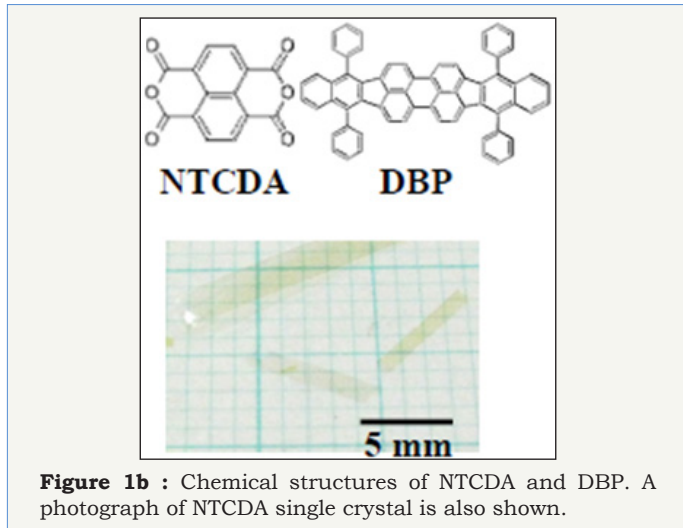 O O
O O
O O
NTCDA DBP
5 mm
Figure 1b : Chemical structures of NTCDA and DBP. A
photograph of NTCDA single crystal is also shown.